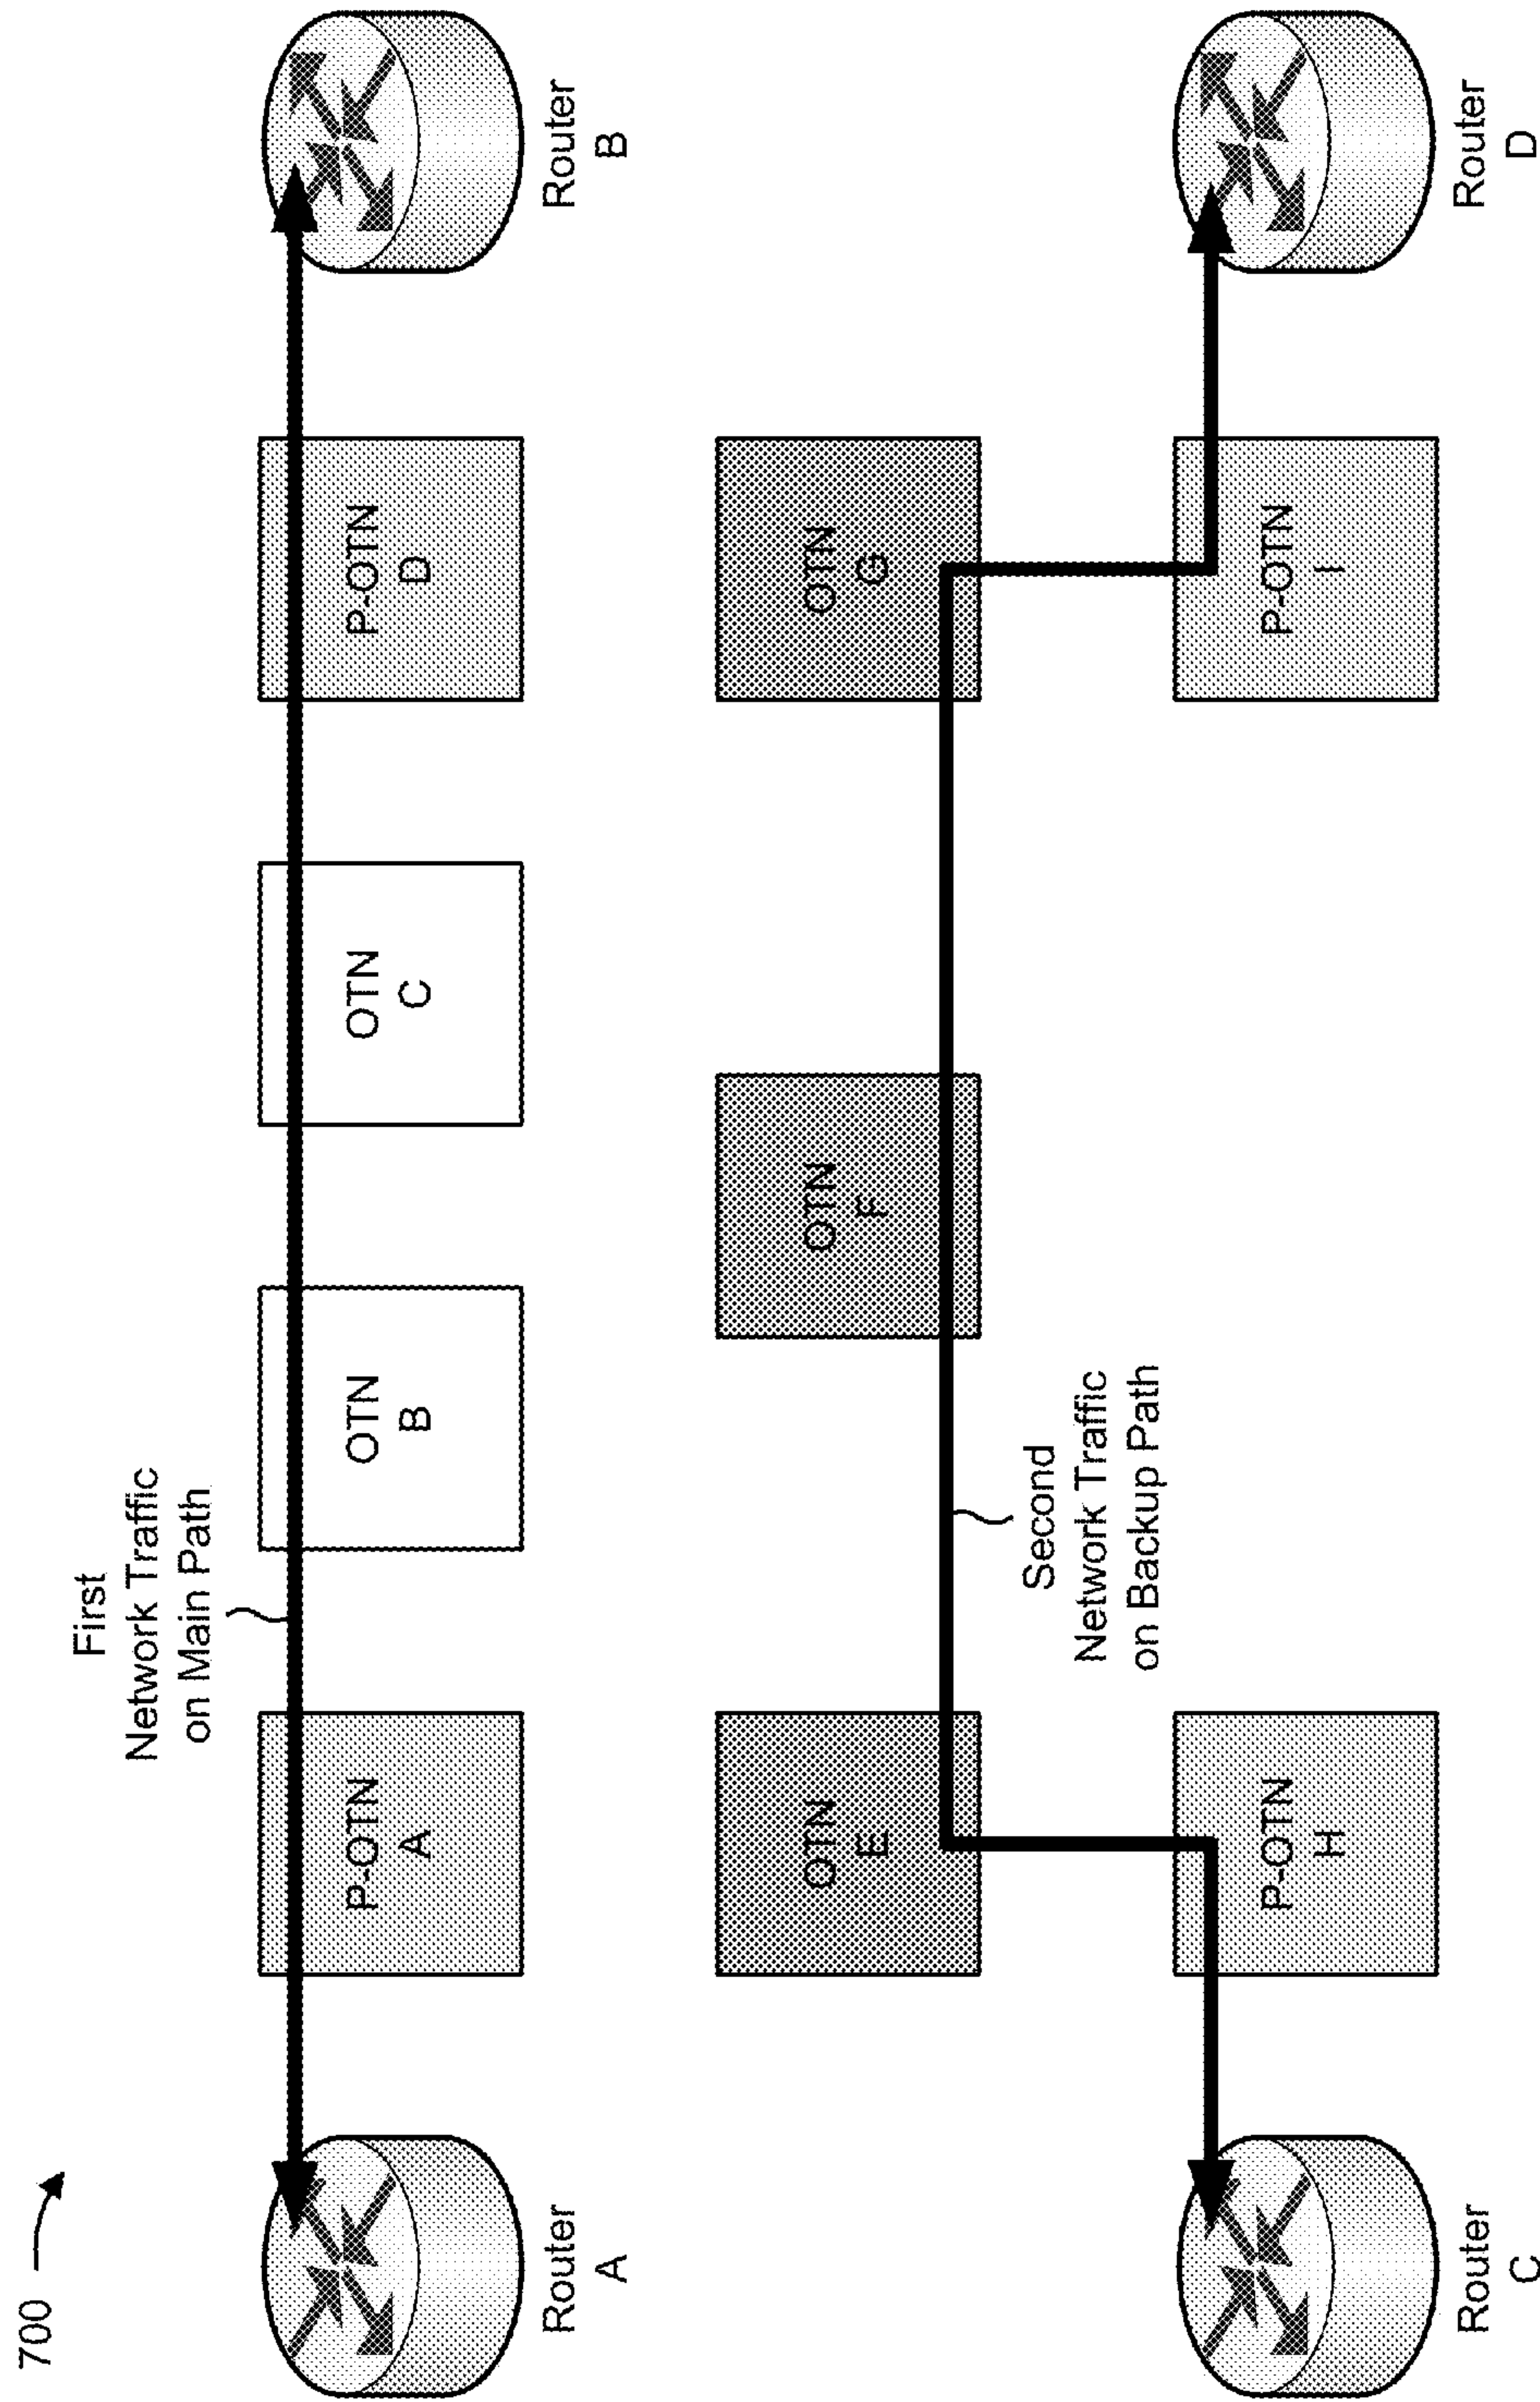 700
First
Network Traffic
on Main Path
Router
A
P-OTN
A
OTN
B
OTN
C
P-OTN
D
Router
B
OTN
E
OTN
F
OTN
G
Second
Network Traffic
on Backup Path
Router
C
P-OTN
H
P-OTN
I
Router
D